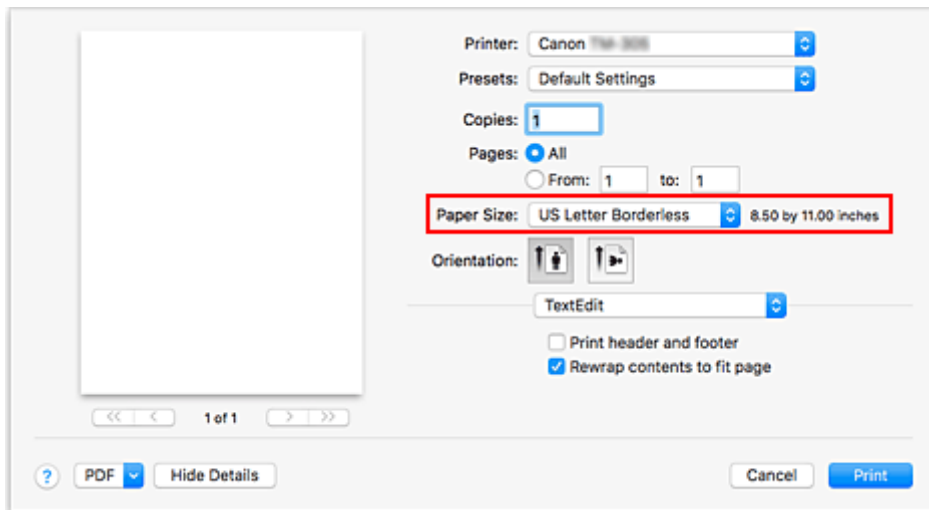 Printer: Canon
Presets: Default Settings
Copies: 1
Pages: All
From: 1 to: 1
Paper Size: US Letter Borderless 8.50 by 11.00 inches
Orientation:
TextEdit
Print header and footer
Rewrap contents to fit page
<< < 1 of 1 > >>
? PDF Hide Details Cancel Print